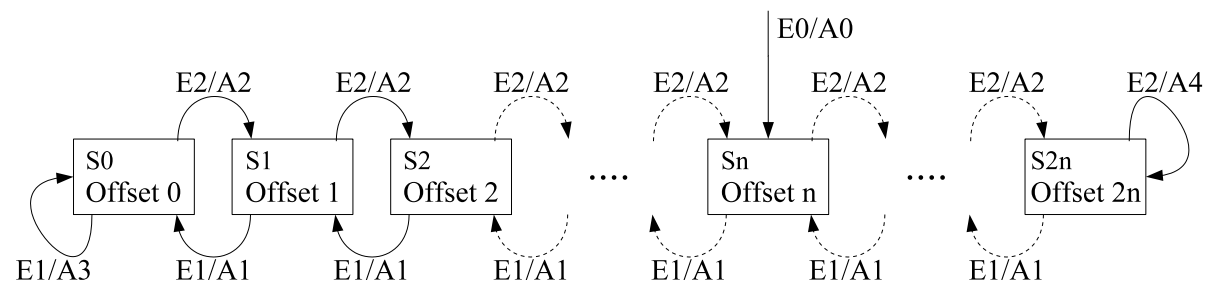 E0/A0
E2/A2
E2/A2
E2/A2
E2/A2
E2/A2
E2/A2
E2/A4
S0
Offset 0
S1
Offset 1
S2
Offset 2
....
Sn
Offset n
....
S2n
Offset 2n
E1/A3
E1/A1
E1/A1
E1/A1
E1/A1
E1/A1
E1/A1